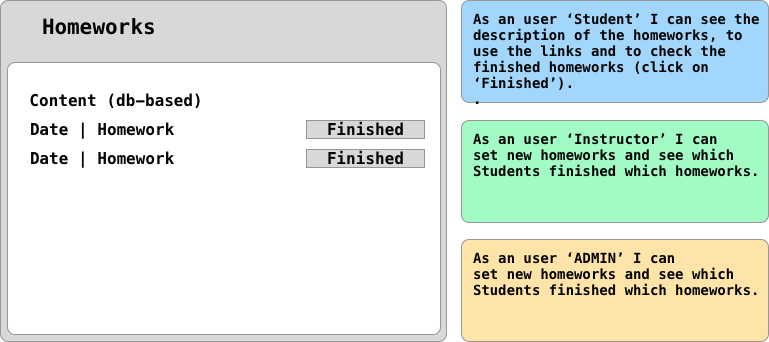 Homeworks
Content (db-based)
Date | Homework Finished
Date | Homework Finished
As an user ‘Student’ I can see the
description of the homeworks, to
use the links and to check the
finished homeworks (click on
‘Finished’).
.
As an user ‘Instructor’ I can
set new homeworks and see which
Students finished which homeworks.
As an user ‘ADMIN’ I can
set new homeworks and see which
Students finished which homeworks.